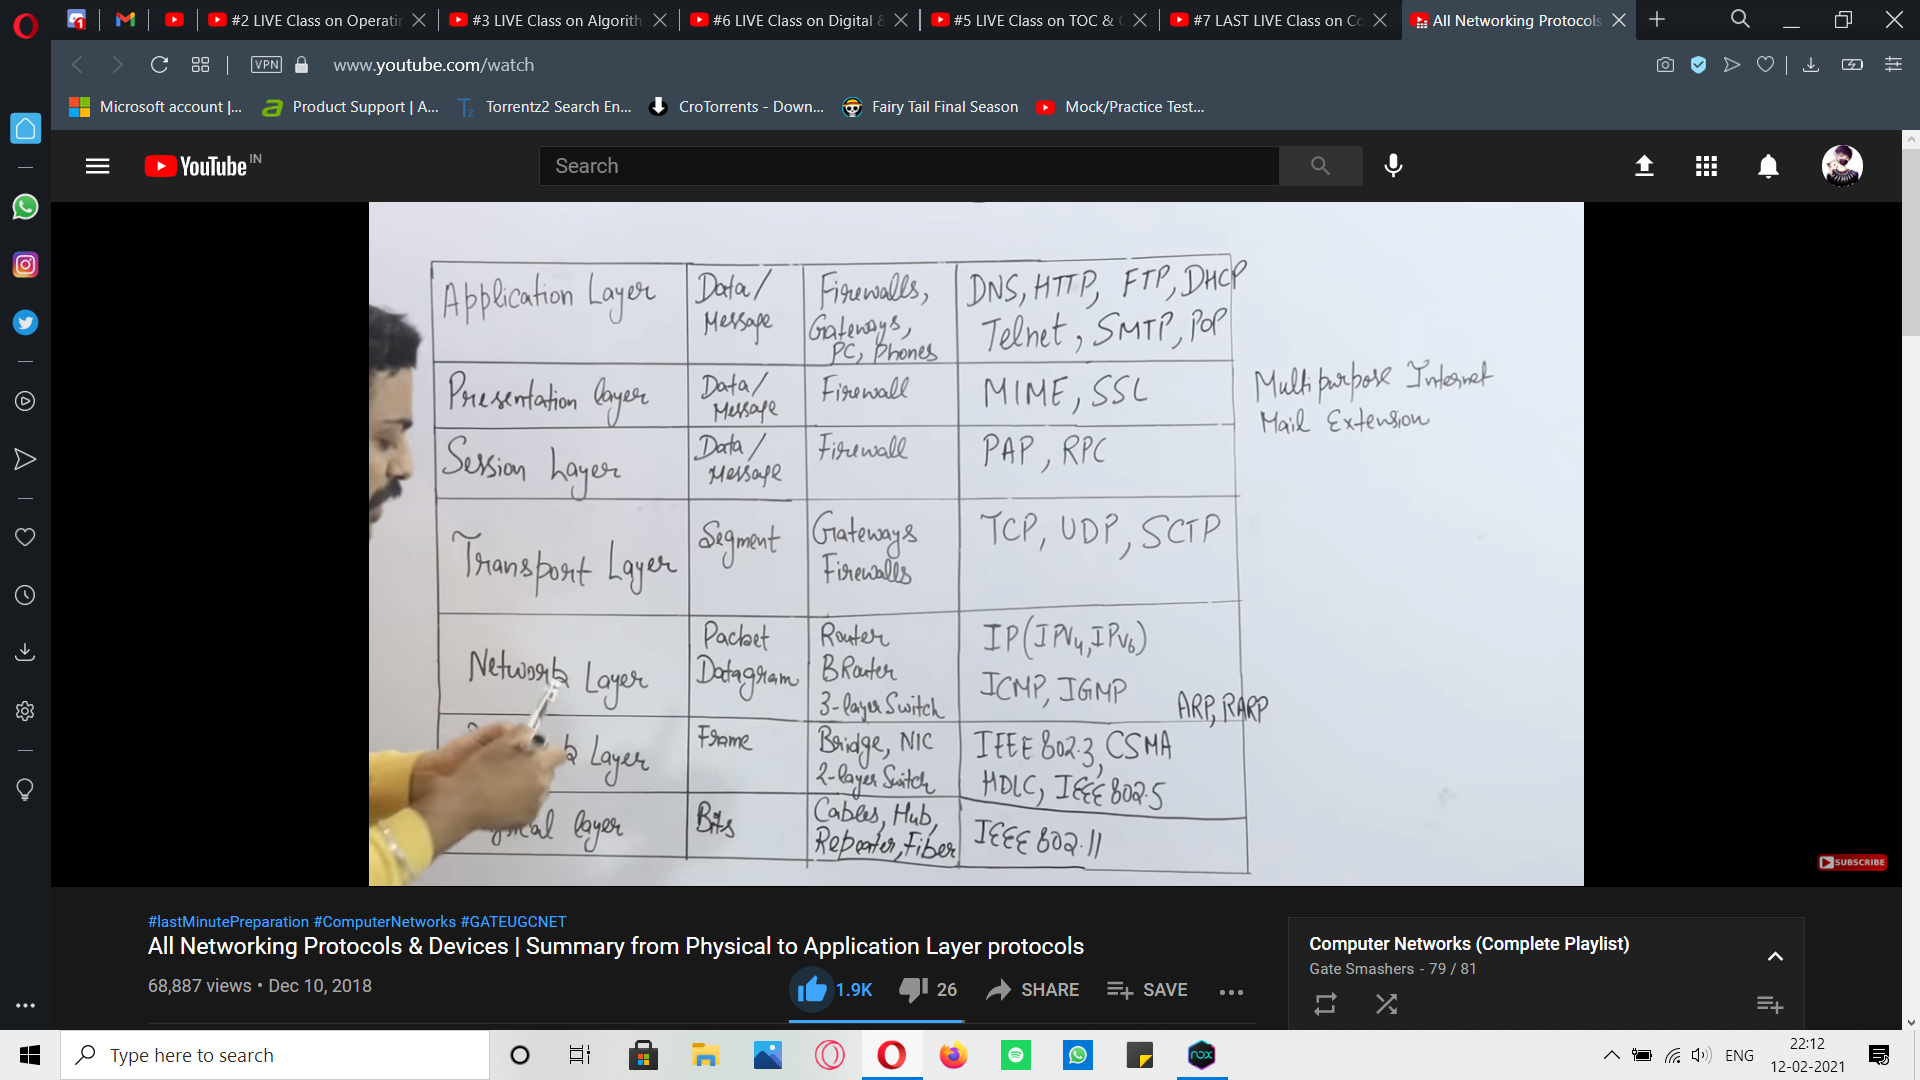 #2 LIVE Class on Operatin
#3 LIVE Class on Algorith
#6 LIVE Class on Digital &
#5 LIVE Class on TOC & C
#7 LAST LIVE Class on Co
All Networking Protocols
VPN
www.youtube.com/watch
Microsoft account |...
Product Support | A...
Tz
Torrentz2 Search En...
CroTorrents - Down...
Fairy Tail Final Season
Mock/Practice Test...
YouTube IN
Search
Application Layer
Data/
Message
Firewalls,
Gateways,
PC, Phones
DNS, HTTP, FTP, DHCP
Telnet, SMTP, POP
Presentation layer
Data/
Message
Firewall
MIME, SSL
Multipurpose Internet
Mail Extension
Session Layer
Data/
Message
Firewall
PAP, RPC
Transport Layer
Segment
Gateways
Firewalls
TCP, UDP, SCTP
Network Layer
Packet
Datagram
Router
BRouter
3-layer Switch
IP(IPV4, IPV6)
ICMP, IGMP
ARP, RARP
Layer
Frame
Bridge, NIC
2-layer Switch
IEEE 802.3, CSMA
HDLC, IEEE 802.5
layer
Bits
Cables, Hub,
Repeater, Fiber
IEEE 802.11
SUBSCRIBE
#lastMinutePreparation #ComputerNetworks #GATEUGCNET
All Networking Protocols & Devices | Summary from Physical to Application Layer protocols
68,887 views • Dec 10, 2018
1.9K
26
SHARE
SAVE
Computer Networks (Complete Playlist)
Gate Smashers - 79 / 81
Type here to search
nox
ENG
22:12
12-02-2021